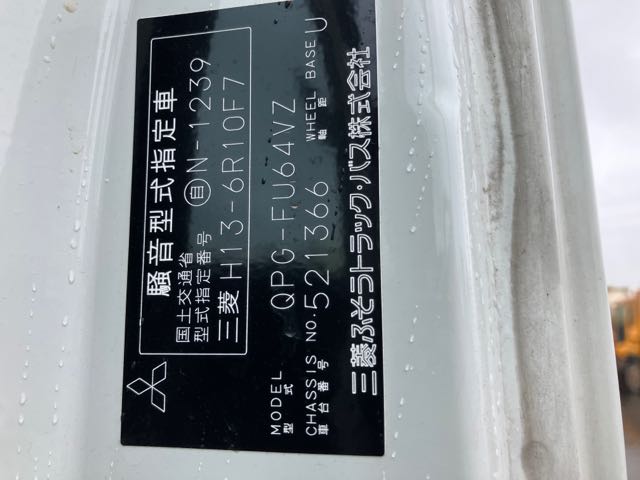 騒音型式指定車
国土交通省
型式指定番号 自N-1239
三菱 H13-6R10F7
MODEL
型式 QPG-FU64VZ
CHASSIS NO.
車台番号 521366 WHEEL BASE
軸距 U
三菱ふそうトラック・バス株式会社